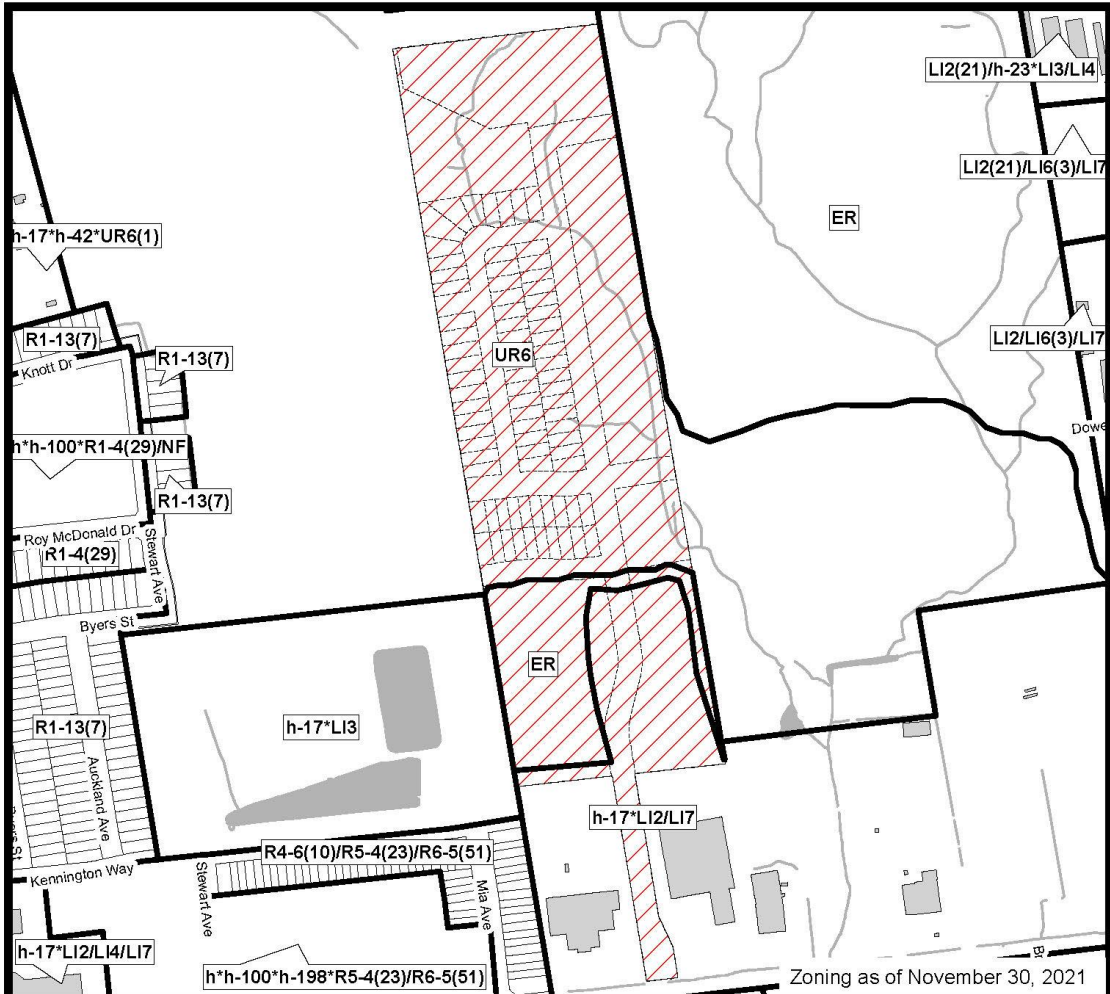 LI2(21)/h-23*LI3/LI4
LI2(21)/LI6(3)/LI7
ER
h-17*h-42*UR6(1)
R1-13(7)
LI2/LI6(3)/LI7
UR6
R1-13(7)
Knott Dr
h*h-100*R1-4(29)/NF
R1-13(7)
Roy McDonald Dr
Stewart Ave
R1-4(29)
Byers St
ER
R1-13(7)
h-17*LI3
Auckland Ave
Byers St
h-17*LI2/LI7
R4-6(10)/R5-4(23)/R6-5(51)
Kennington Way
Stewart Ave
Mia Ave
h-17*LI2/LI4/LI7
h*h-100*h-198*R5-4(23)/R6-5(51)
Zoning as of November 30, 2021